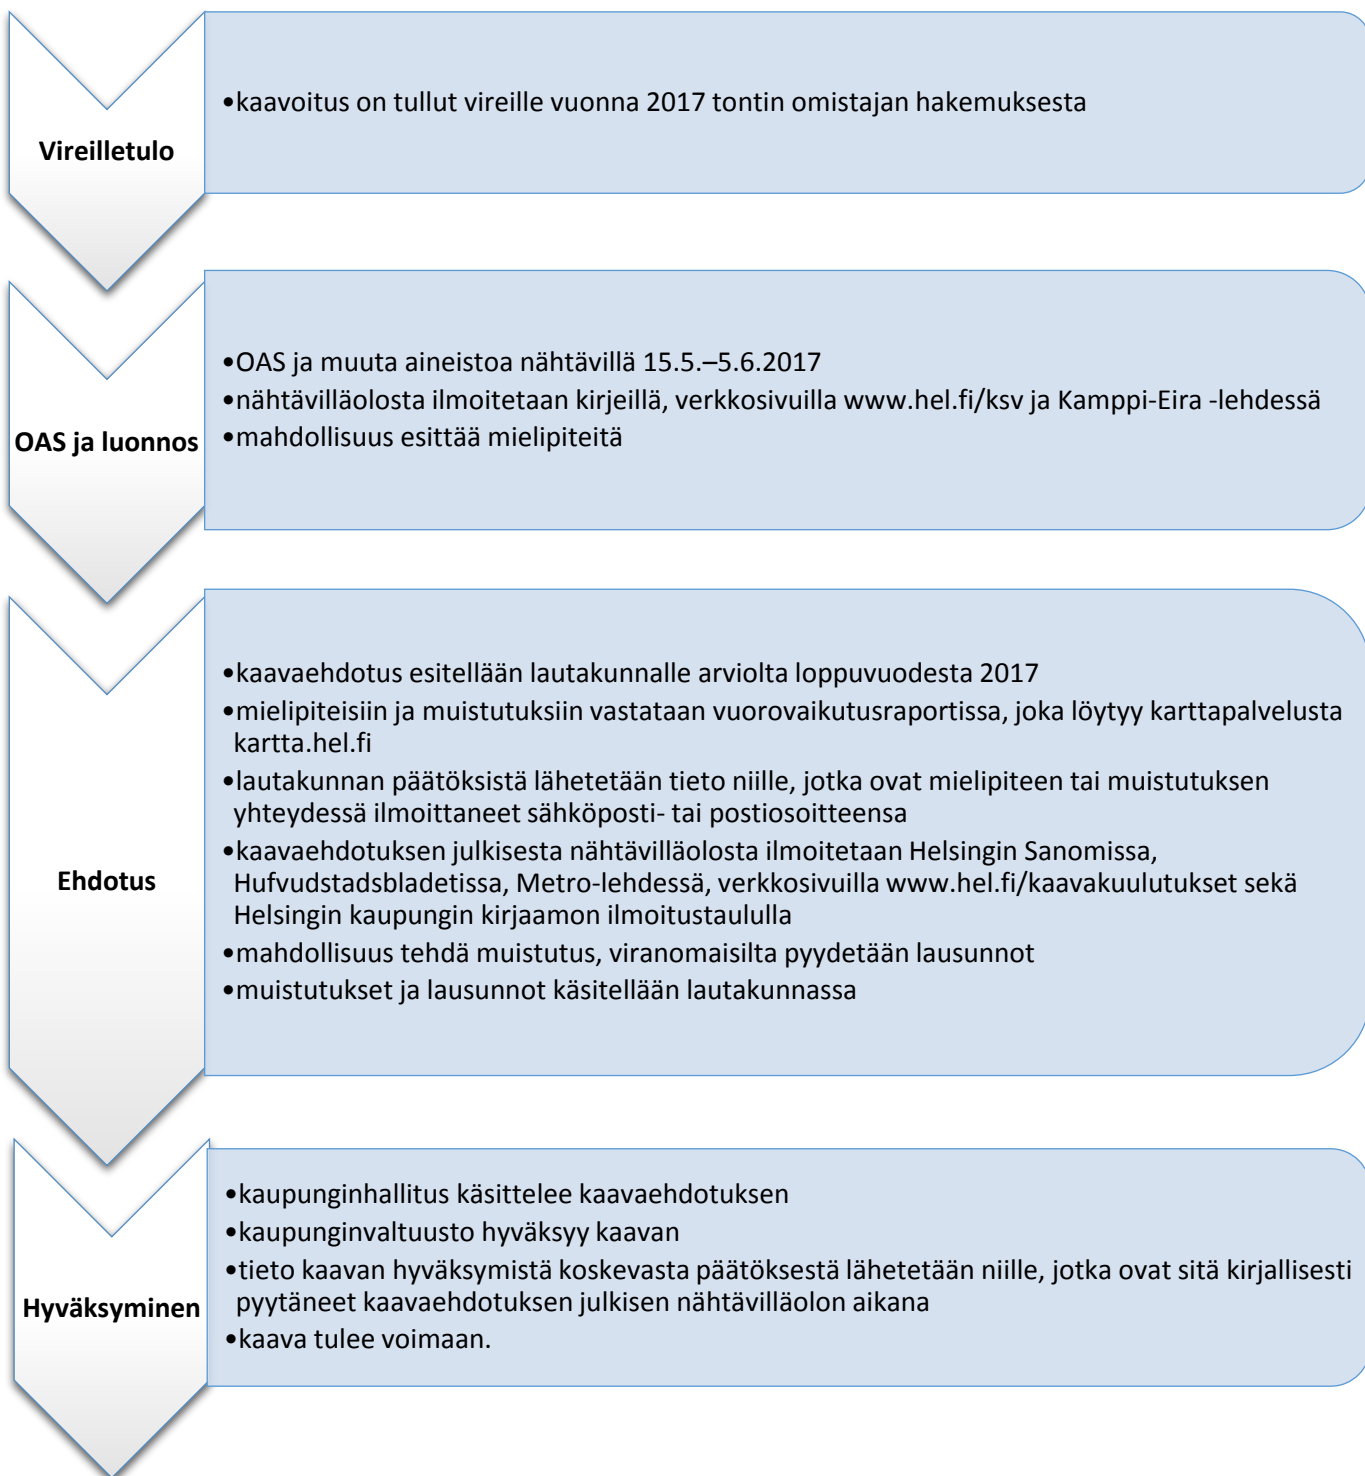 Vireilletulo
•kaavoitus on tullut vireille vuonna 2017 tontin omistajan hakemuksesta
OAS ja luonnos
•OAS ja muuta aineistoa nähtävillä 15.5.–5.6.2017
•nähtävilläolosta ilmoitetaan kirjeillä, verkkosivuilla www.hel.fi/ksv ja Kamppi-Eira -lehdessä
•mahdollisuus esittää mielipiteitä
Ehdotus
•kaavaehdotus esitellään lautakunnalle arviolta loppuvuodesta 2017
•mielipiteisiin ja muistutuksiin vastataan vuorovaikutusraportissa, joka löytyy karttapalvelusta
kartta.hel.fi
•lautakunnan päätöksistä lähetetään tieto niille, jotka ovat mielipiteen tai muistutuksen
yhteydessä ilmoittaneet sähköposti- tai postiosoitteensa
•kaavaehdotuksen julkisesta nähtävilläolosta ilmoitetaan Helsingin Sanomissa,
Hufvudstadsbladetissa, Metro-lehdessä, verkkosivuilla www.hel.fi/kaavakuulutukset sekä
Helsingin kaupungin kirjaamon ilmoitustaululla
•mahdollisuus tehdä muistutus, viranomaisilta pyydetään lausunnot
•muistutukset ja lausunnot käsitellään lautakunnassa
Hyväksyminen
•kaupunginhallitus käsittelee kaavaehdotuksen
•kaupunginvaltuusto hyväksyy kaavan
•tieto kaavan hyväksymistä koskevasta päätöksestä lähetetään niille, jotka ovat sitä kirjallisesti
pyytäneet kaavaehdotuksen julkisen nähtävilläolon aikana
•kaava tulee voimaan.